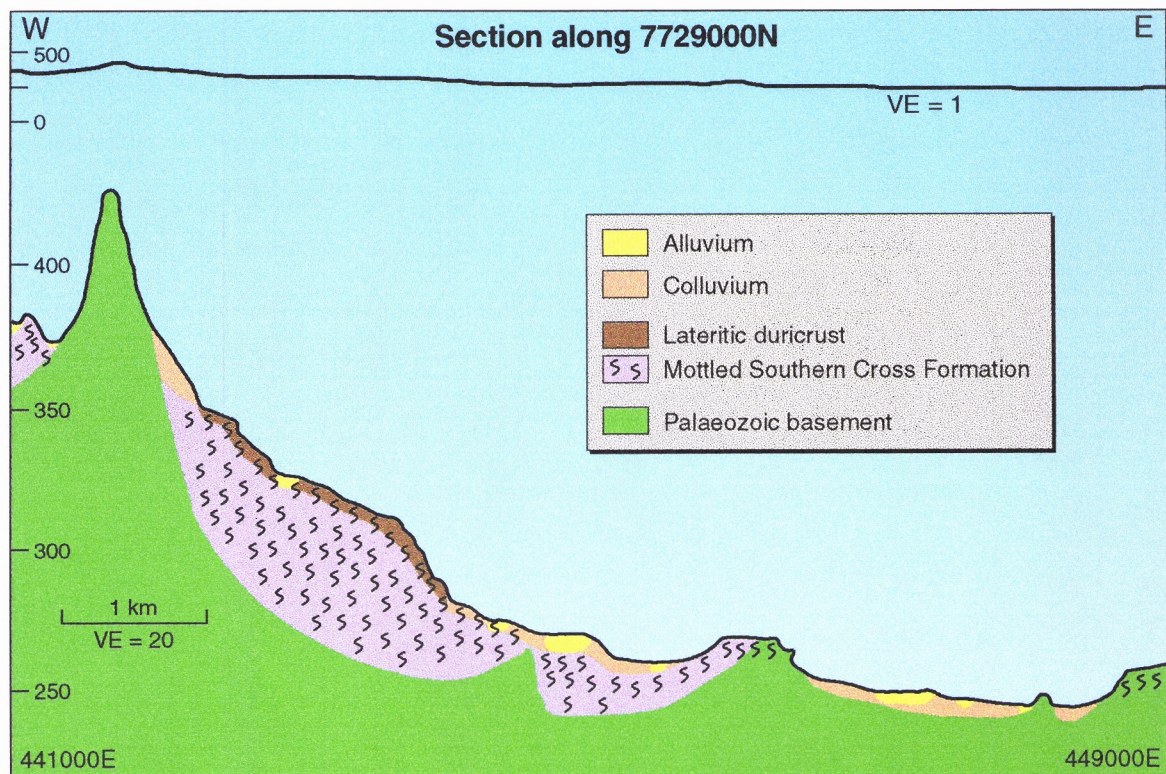 W
E
Section along 7729000N
500
0
VE = 1
400
350
300
250
Alluvium
Colluvium
Lateritic duricrust
Mottled Southern Cross Formation
Palaeozoic basement
1 km
VE = 20
441000E
449000E